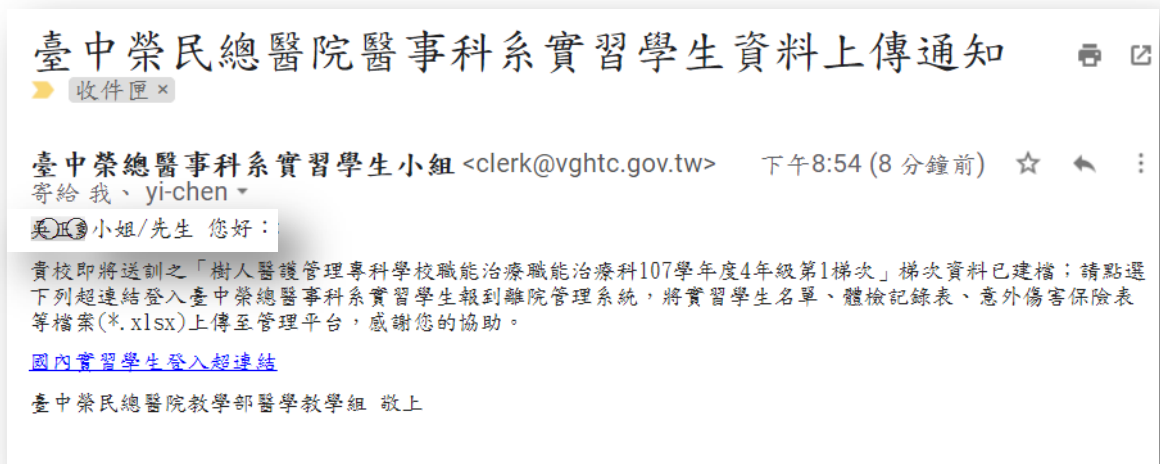 臺中榮民總醫院醫事科系實習學生資料上傳通知
收件匣 ×
臺中榮總醫事科系實習學生小組 <clerk@vghtc.gov.tw> 下午8:54 (8 分鐘前)
寄給 我、 yi-chen
吳 小姐/先生 您好：
貴校即將送訓之「樹人醫護管理專科學校職能治療職能治療科107學年度4年級第1梯次」梯次資料已建檔；請點選
下列超連結登入臺中榮總醫事科系實習學生報到離院管理系統，將實習學生名單、體檢記錄表、意外傷害保險表
等檔案(*.xlsx)上傳至管理平台，感謝您的協助。
國內實習學生登入超連結
臺中榮民總醫院教學部醫學教學組 敬上